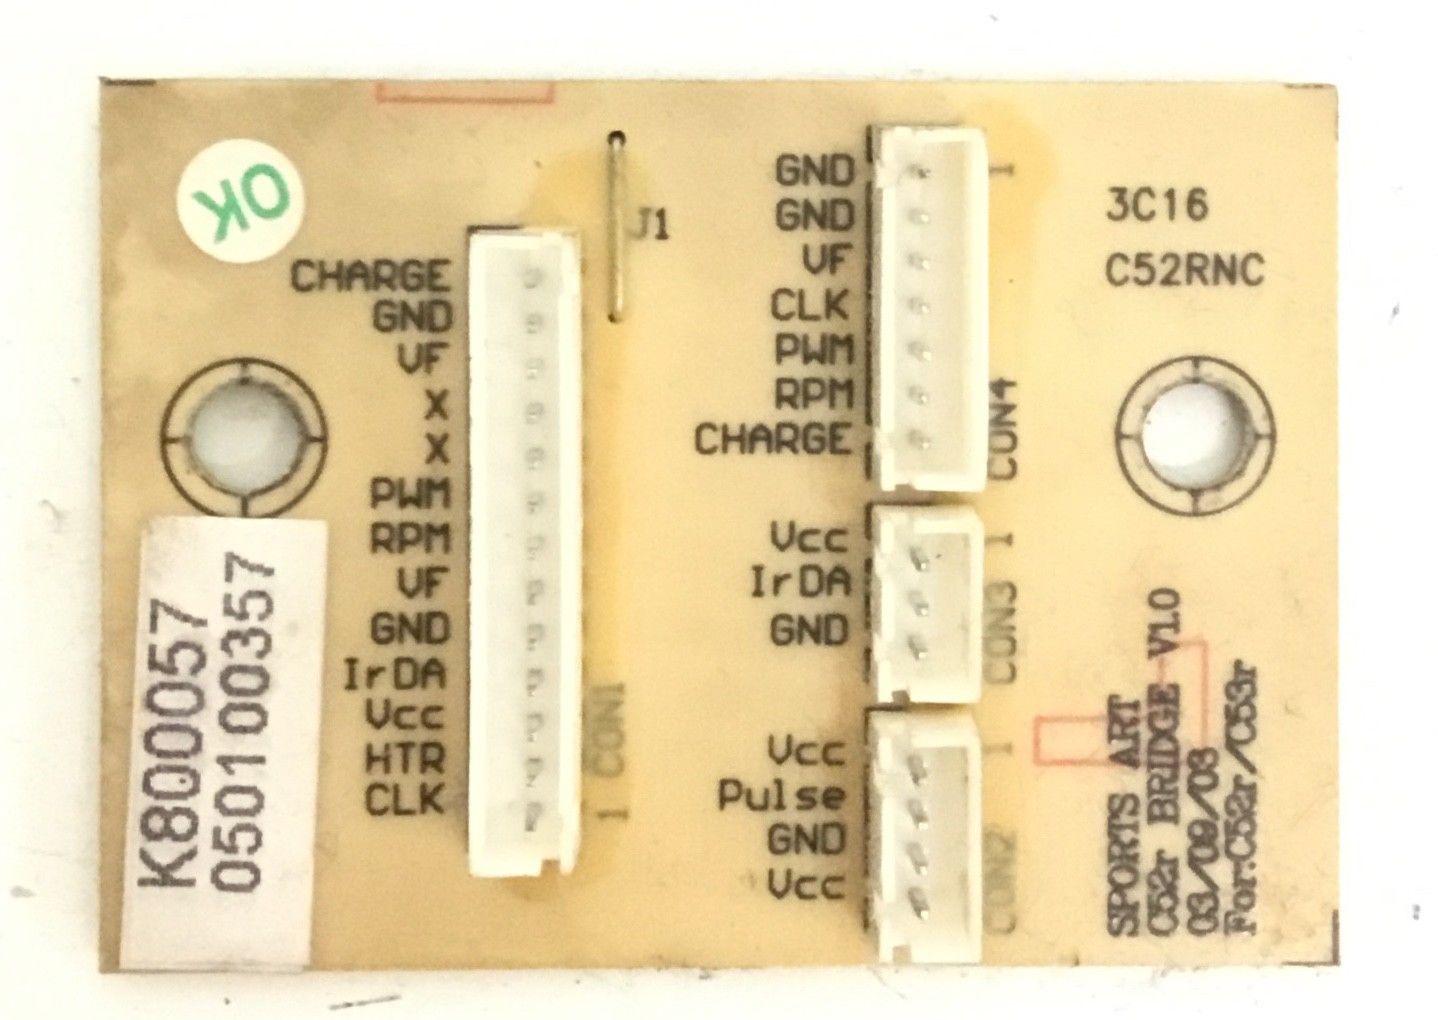 OK
CHARGE
GND
VF
X
X
PWM
RPM
VF
GND
IrDA
Vcc
HTR
CLK
1 CON1
J1
GND
GND
VF
CLK
PWM
RPM
CHARGE
1
CON4
Vcc
IrDA
GND
1
CON3
Vcc
Pulse
GND
Vcc
1
CON2
3C16
C52RNC
SPORTS ART
C52r BRIDGE V1.0
03/09/03
For:C52r/C53r
K800057
050100357